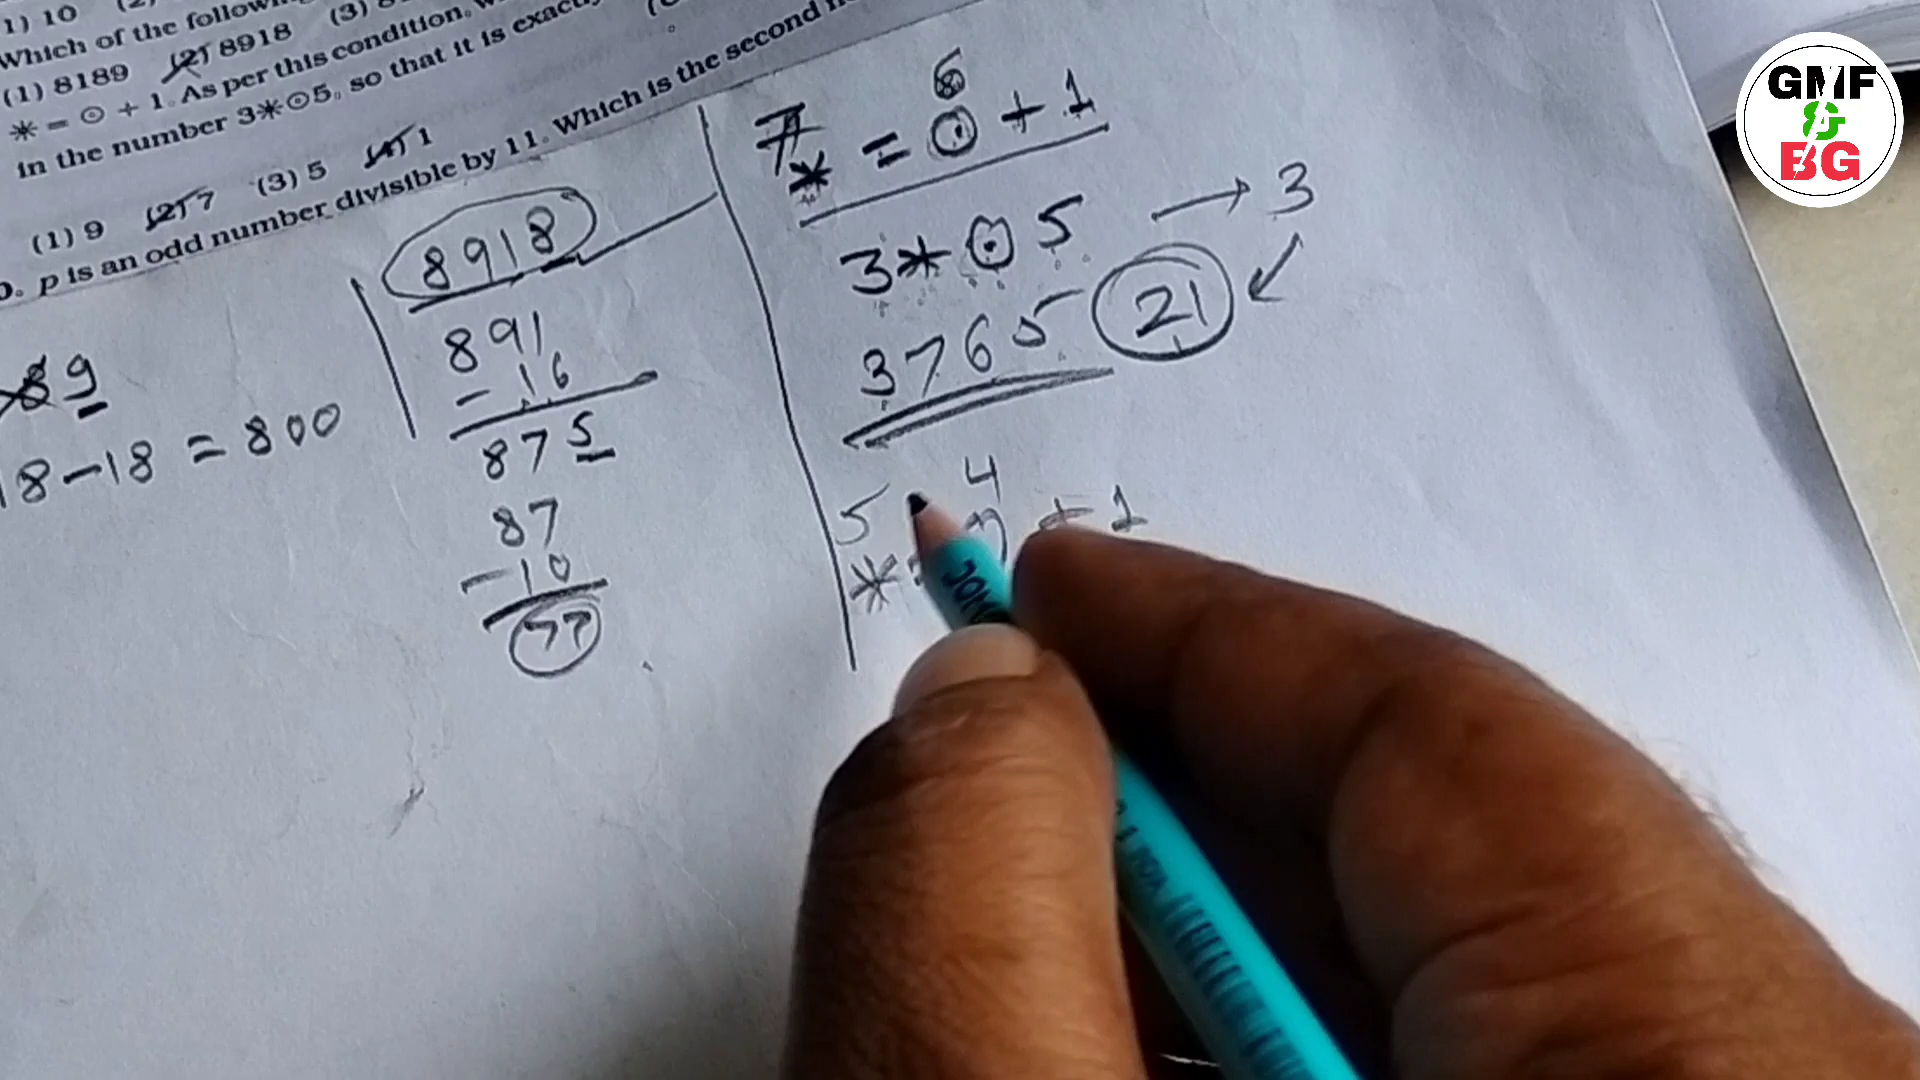 1) 10
Which of the
(1) 8189 (2) 8918 (3)
* = ⊙ + 1. As per this condition,
in the number 3*⊙5, so that it is
(1) 9 (2) 7 (3) 5 (4) 1
p is an odd number divisible by 11. Which is the second
9
18-18 = 800
8918
891
- 16
875
87
- 10
77
7 6
* = ⊙ + 1
3*⊙5 → 3
3765 21
5 4
* + 1
GMF
&
BG
JOKO